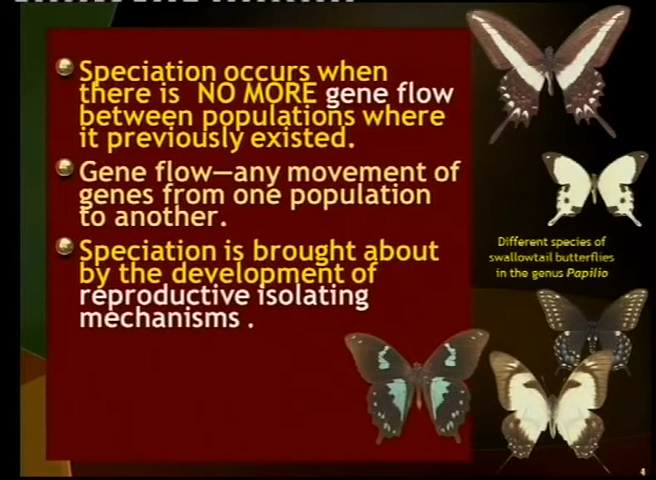 Speciation occurs when
there is NO MORE gene flow
between populations where
it previously existed.
Gene flow—any movement of
genes from one population
to another.
Speciation is brought about
by the development of
reproductive isolating
mechanisms .
Different species of
swallowtail butterflies
in the genus Papilio
4